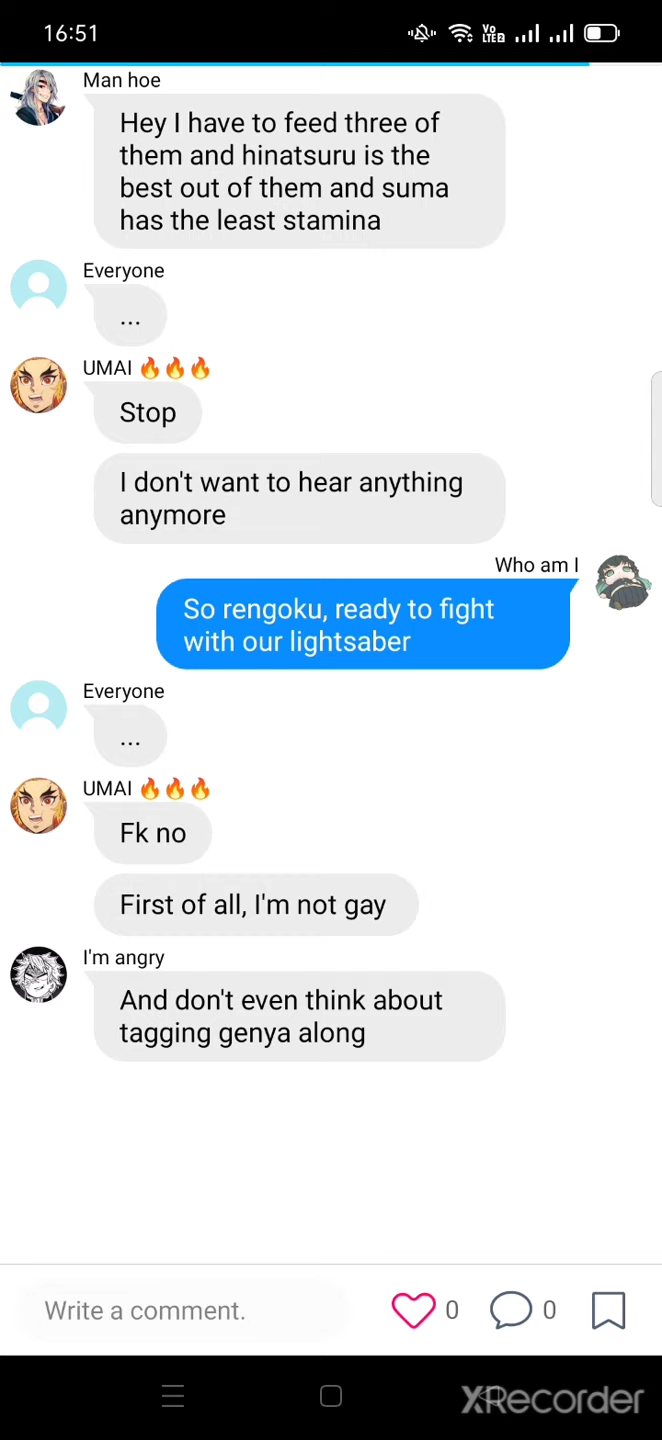 16:51
Vo
LTE2
Man hoe
Hey I have to feed three of
them and hinatsuru is the
best out of them and suma
has the least stamina
Everyone
...
UMAI 🔥🔥🔥
Stop
I don't want to hear anything
anymore
Who am I
So rengoku, ready to fight
with our lightsaber
Everyone
...
UMAI 🔥🔥🔥
Fk no
First of all, I'm not gay
I'm angry
And don't even think about
tagging genya along
Write a comment.
0
0
XRecorder